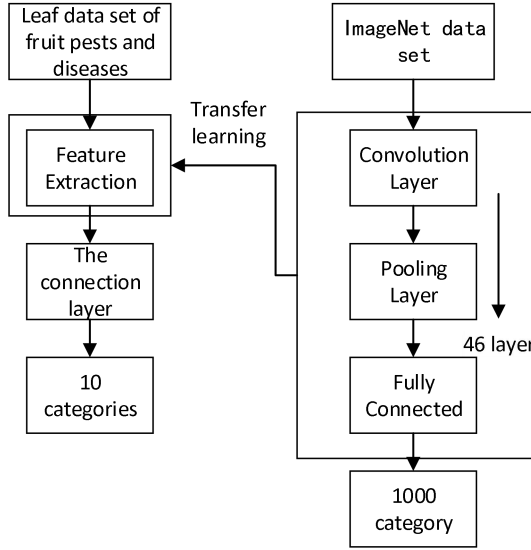 Leaf data set of
fruit pests and
diseases
Feature
Extraction
The
connection
layer
10
categories
Transfer
learning
ImageNet data
set
Convolution
Layer
Pooling
Layer
46 layer
Fully
Connected
1000
category